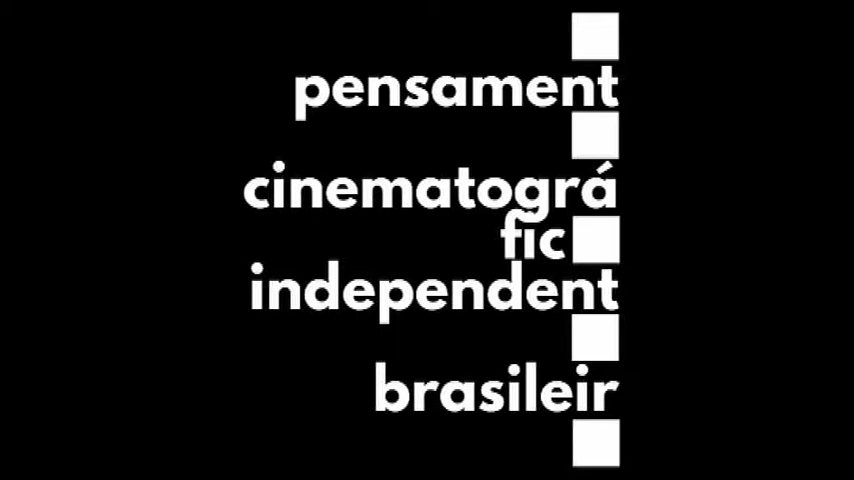 pensament
cinematográ
fic
independent
brasileir